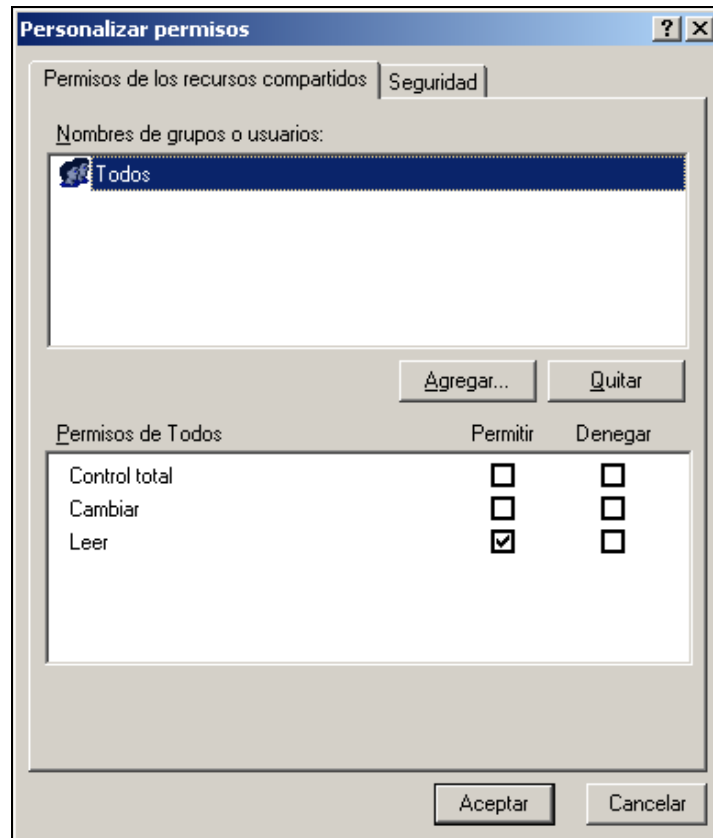 Personalizar permisos
Permisos de los recursos compartidos Seguridad
Nombres de grupos o usuarios:
Todos
Agregar... Quitar
Permisos de Todos Permitir Denegar
Control total
Cambiar
Leer
Aceptar Cancelar